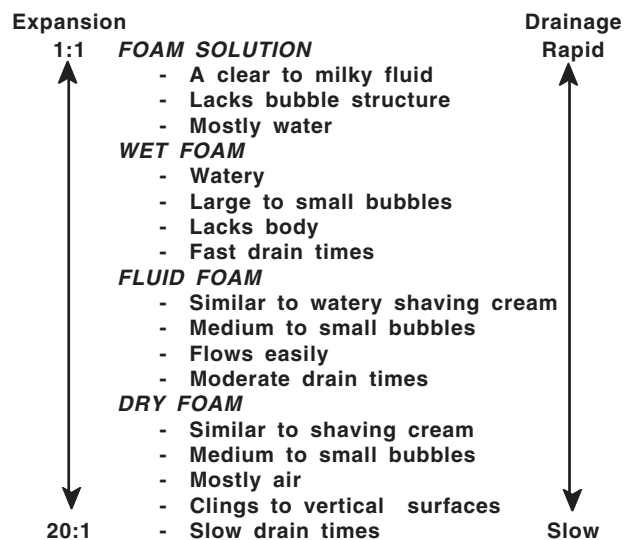 Expansion Drainage
1:1 FOAM SOLUTION Rapid
- A clear to milky fluid
- Lacks bubble structure
- Mostly water
WET FOAM
- Watery
- Large to small bubbles
- Lacks body
- Fast drain times
FLUID FOAM
- Similar to watery shaving cream
- Medium to small bubbles
- Flows easily
- Moderate drain times
DRY FOAM
- Similar to shaving cream
- Medium to small bubbles
- Mostly air
- Clings to vertical surfaces
20:1 - Slow drain times Slow